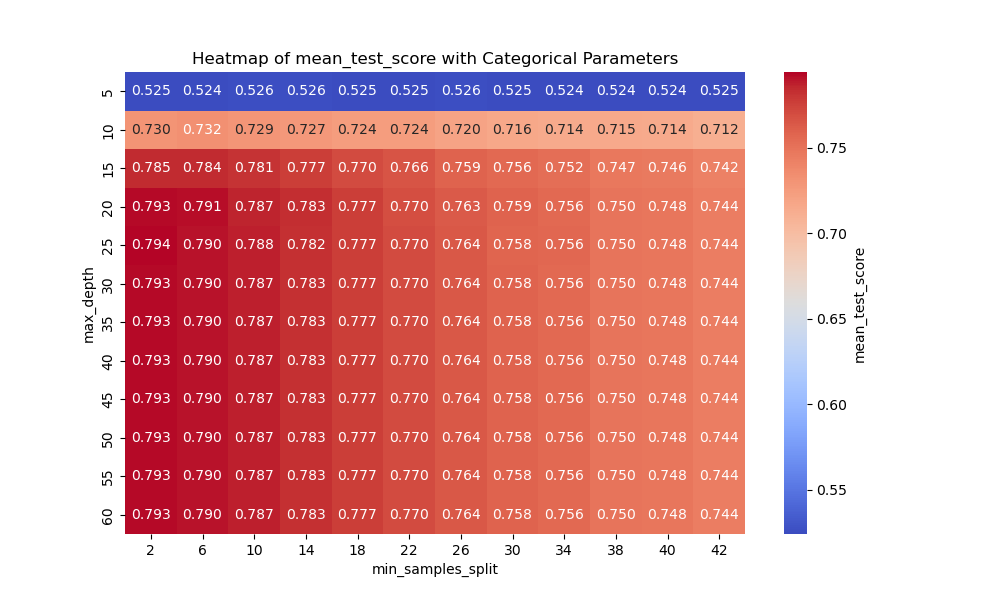 Heatmap of mean_test_score with Categorical Parameters
5 0.525 0.524 0.526 0.526 0.525 0.525 0.526 0.525 0.524 0.524 0.524 0.525
10 0.730 0.732 0.729 0.727 0.724 0.724 0.720 0.716 0.714 0.715 0.714 0.712
15 0.785 0.784 0.781 0.777 0.770 0.766 0.759 0.756 0.752 0.747 0.746 0.742
20 0.793 0.791 0.787 0.783 0.777 0.770 0.763 0.759 0.756 0.750 0.748 0.744
25 0.794 0.790 0.788 0.782 0.777 0.770 0.764 0.758 0.756 0.750 0.748 0.744
30 0.793 0.790 0.787 0.783 0.777 0.770 0.764 0.758 0.756 0.750 0.748 0.744
35 0.793 0.790 0.787 0.783 0.777 0.770 0.764 0.758 0.756 0.750 0.748 0.744
40 0.793 0.790 0.787 0.783 0.777 0.770 0.764 0.758 0.756 0.750 0.748 0.744
45 0.793 0.790 0.787 0.783 0.777 0.770 0.764 0.758 0.756 0.750 0.748 0.744
50 0.793 0.790 0.787 0.783 0.777 0.770 0.764 0.758 0.756 0.750 0.748 0.744
55 0.793 0.790 0.787 0.783 0.777 0.770 0.764 0.758 0.756 0.750 0.748 0.744
60 0.793 0.790 0.787 0.783 0.777 0.770 0.764 0.758 0.756 0.750 0.748 0.744
2 6 10 14 18 22 26 30 34 38 40 42
min_samples_split
max_depth
0.75
0.70
0.65
0.60
0.55
mean_test_score